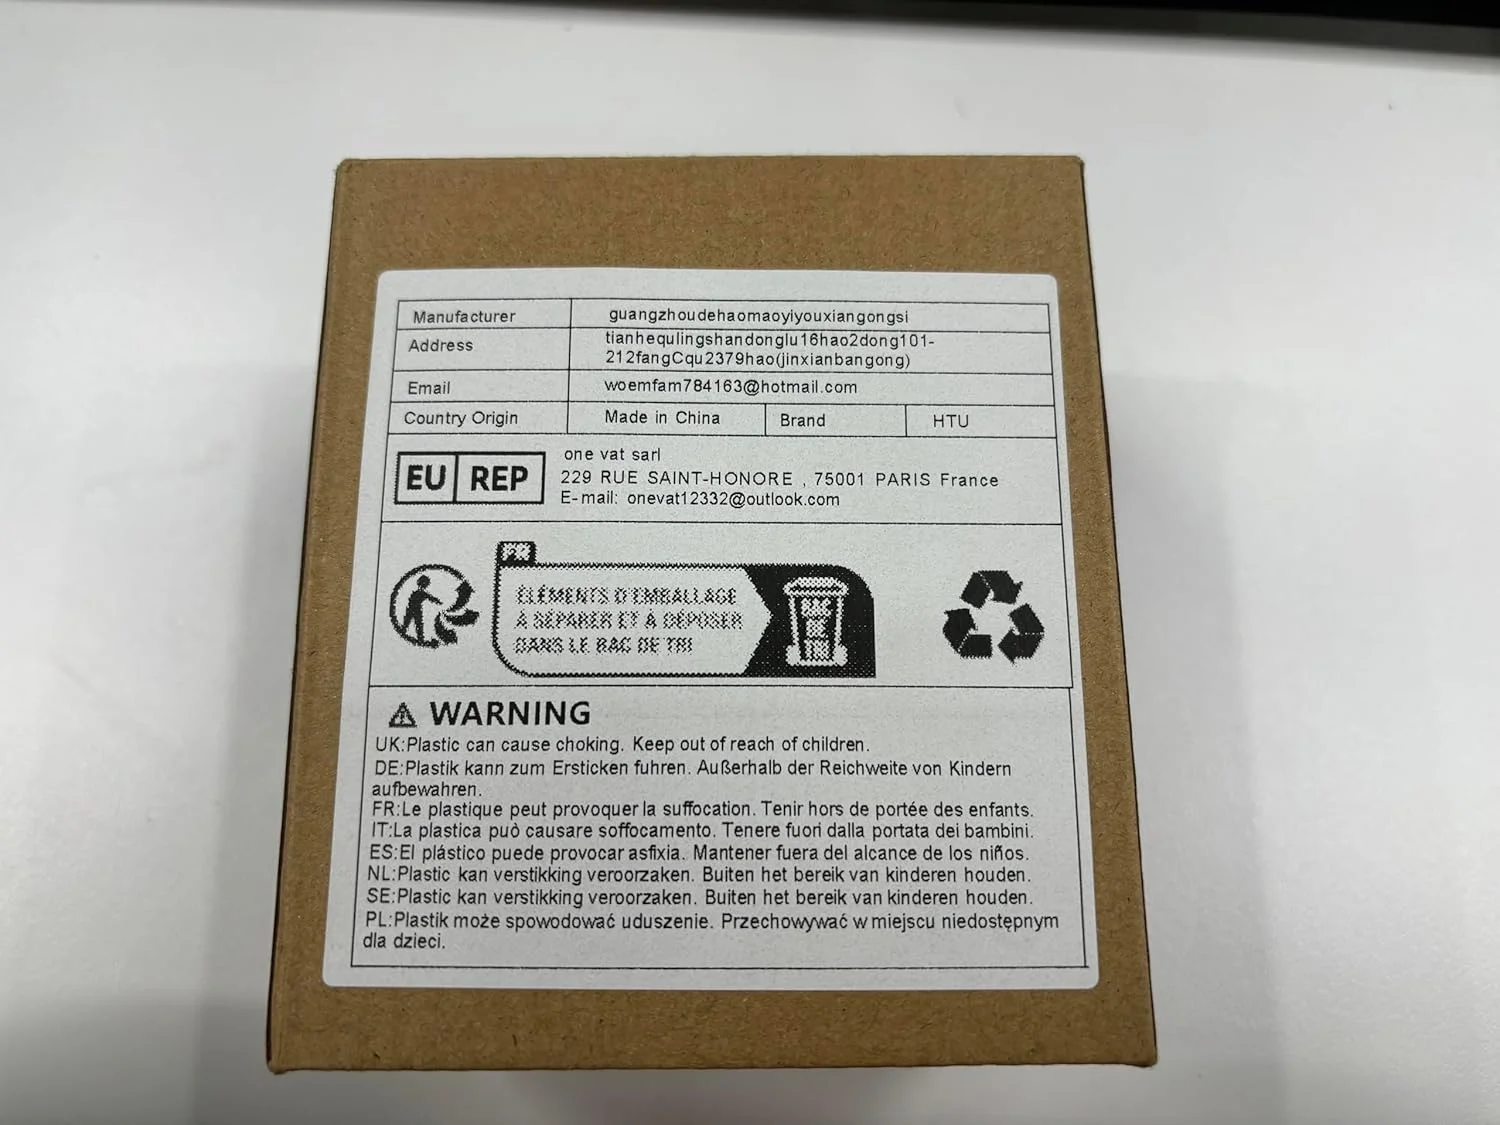 Manufacturer guangzhoudehaomaoyiyouxiangongsi
Address tianhequlingshandonglu16hao2dong101-
212fangCqu2379hao(jinxianbangong)
Email woemfam784163@hotmail.com
Country Origin Made in China Brand HTU
EU REP
one vat sarl
229 RUE SAINT-HONORE , 75001 PARIS France
E-mail: onevat12332@outlook.com
FR
ÉLÉMENTS D'EMBALLAGE
À SÉPARER ET À DÉPOSER
DANS LE BAC DE TRI
BAC
DE
TRI
WARNING
UK:Plastic can cause choking. Keep out of reach of children.
DE:Plastik kann zum Ersticken fuhren. Außerhalb der Reichweite von Kindern
aufbewahren.
FR:Le plastique peut provoquer la suffocation. Tenir hors de portée des enfants.
IT:La plastica può causare soffocamento. Tenere fuori dalla portata dei bambini.
ES:El plástico puede provocar asfixia. Mantener fuera del alcance de los niños.
NL:Plastic kan verstikking veroorzaken. Buiten het bereik van kinderen houden.
SE:Plastic kan verstikking veroorzaken. Buiten het bereik van kinderen houden.
PL:Plastik może spowodować uduszenie. Przechowywać w miejscu niedostępnym
dla dzieci.